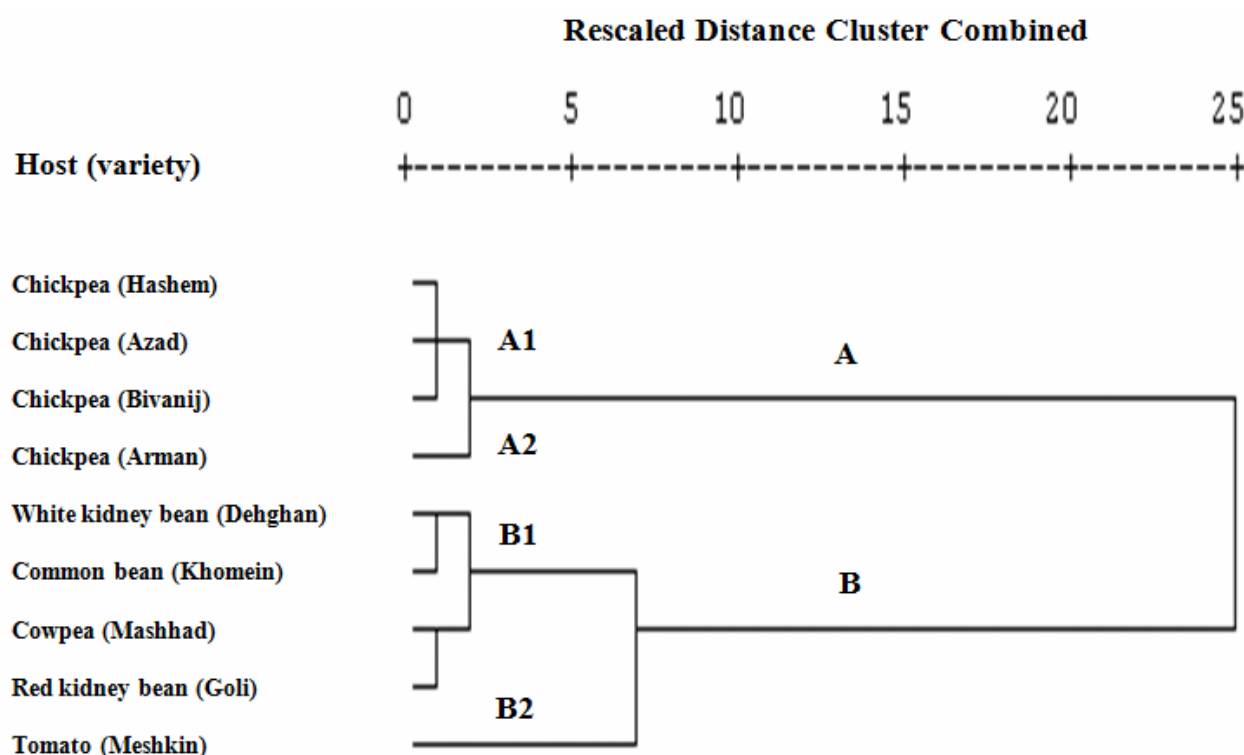 Rescaled Distance Cluster Combined
0 5 10 15 20 25
Host (variety)
Chickpea (Hashem)
Chickpea (Azad)
A1
A
Chickpea (Bivanij)
Chickpea (Arman)
A2
White kidney bean (Dehghan)
B1
Common bean (Khomein)
B
Cowpea (Mashhad)
Red kidney bean (Goli)
B2
Tomato (Meshkin)